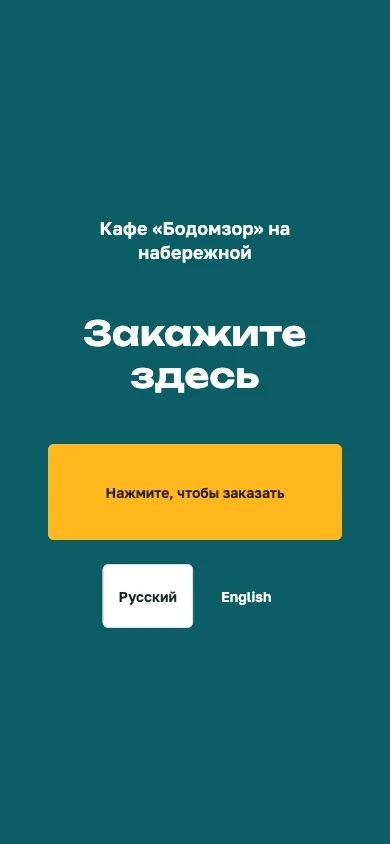 Кафе «Бодомзор» на
набережной
Закажите
здесь
Нажмите, чтобы заказать
Русский
English